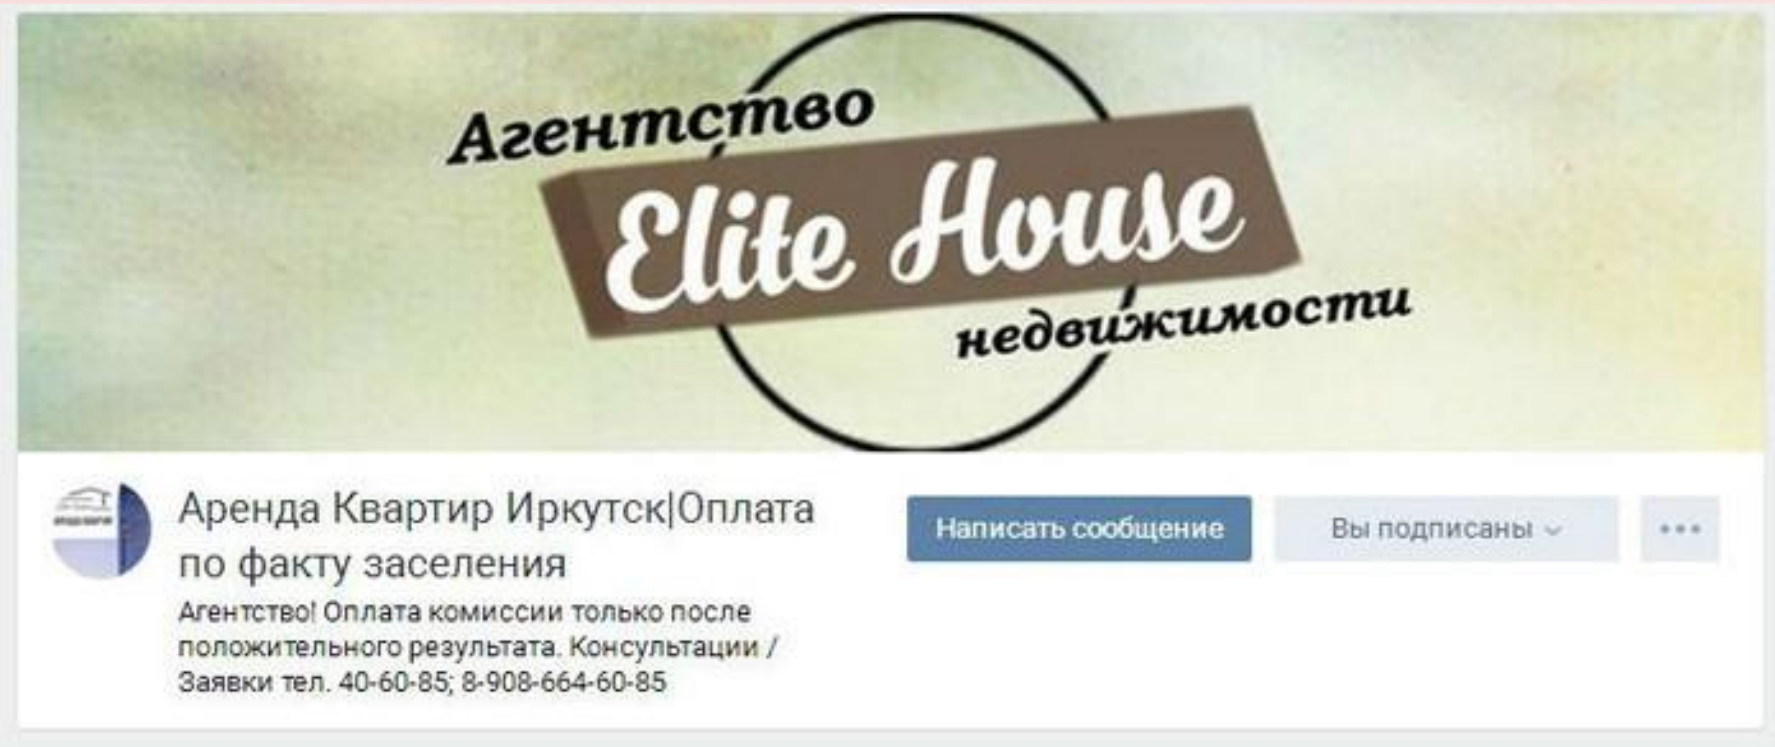 Агентство
Elite House
недвижимости
Аренда Квартир Иркутск|Оплата
по факту заселения
Написать сообщение
Вы подписаны
Агентство! Оплата комиссии только после
положительного результата. Консультации /
Заявки тел. 40-60-85; 8-908-664-60-85